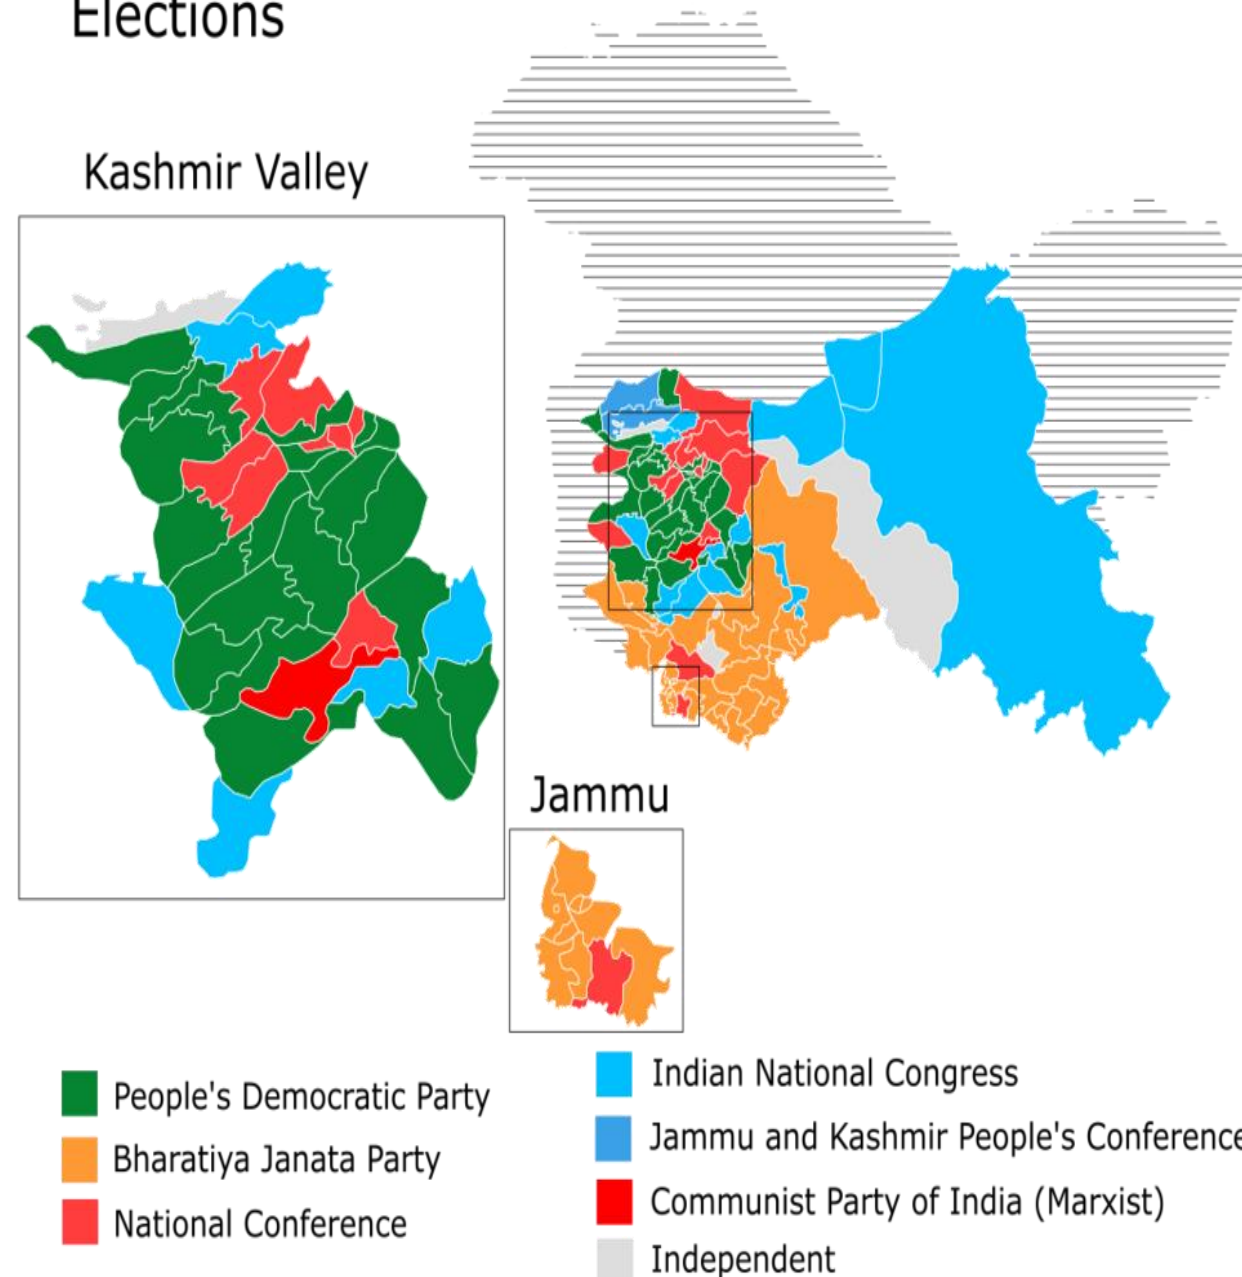 Elections
Kashmir Valley
Jammu
People's Democratic Party
Bharatiya Janata Party
National Conference
Indian National Congress
Jammu and Kashmir People's Conference
Communist Party of India (Marxist)
Independent